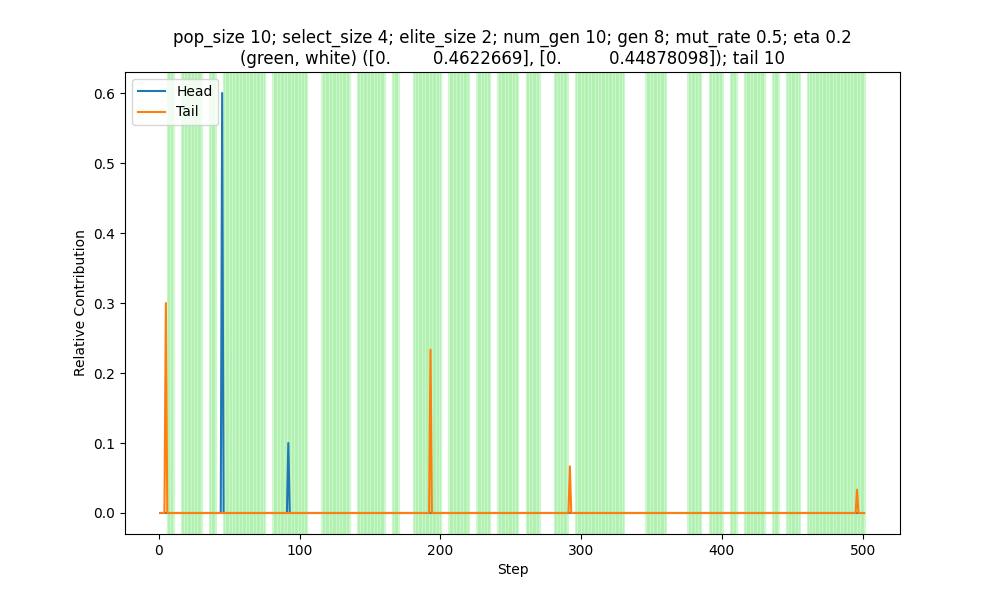 pop_size 10; select_size 4; elite_size 2; num_gen 10; gen 8; mut_rate 0.5; eta 0.2
(green, white) ([0. 0.4622669], [0. 0.44878098]); tail 10
Head
Tail
0.6
0.5
0.4
0.3
0.2
0.1
0.0
Relative Contribution
0 100 200 300 400 500
Step